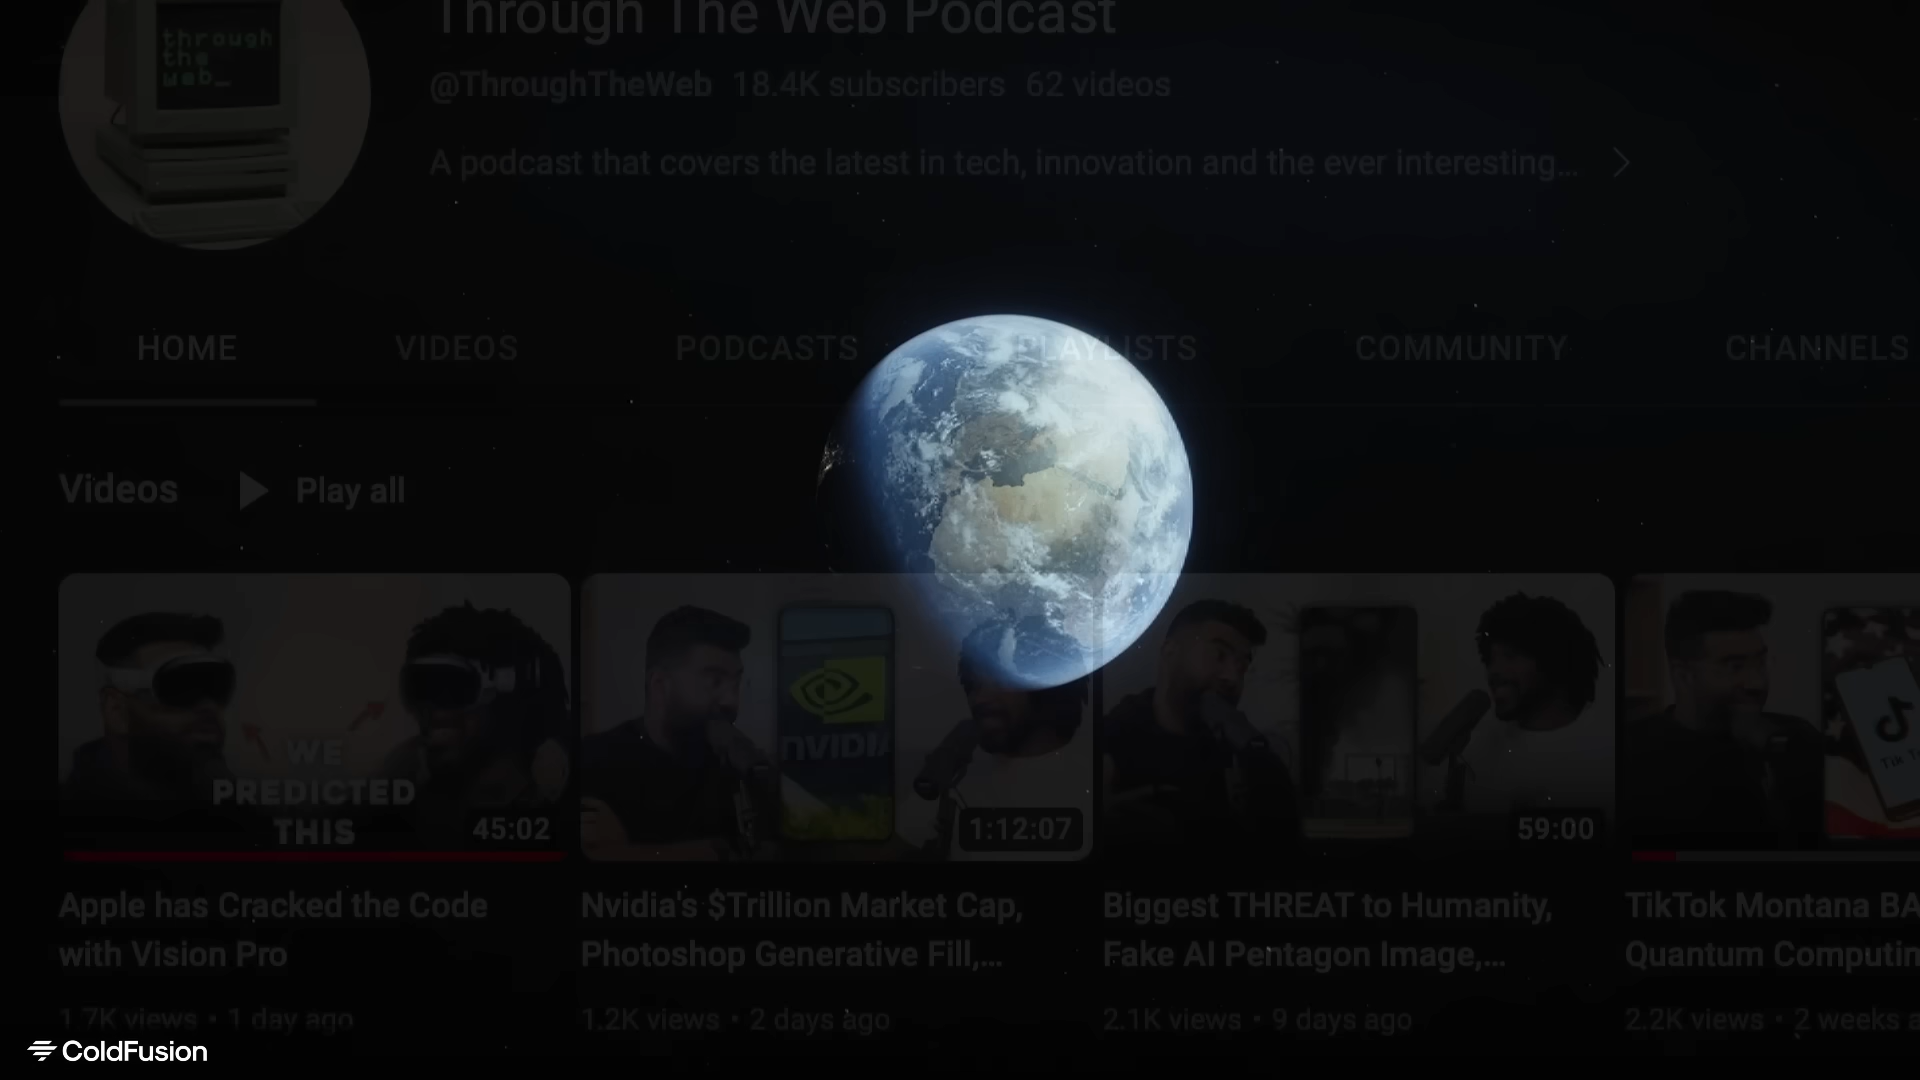 through
the
web_
Through The Web Podcast
@ThroughTheWeb 18.4K subscribers 62 videos
A podcast that covers the latest in tech, innovation and the ever interesting...
HOME VIDEOS PODCASTS PLAYLISTS COMMUNITY CHANNELS
Videos Play all
WE
PREDICTED
THIS
45:02
NVIDIA
1:12:07
59:00
Tik T
Apple has Cracked the Code
with Vision Pro
1.7K views • 1 day ago
Nvidia's $Trillion Market Cap,
Photoshop Generative Fill,...
1.2K views • 2 days ago
Biggest THREAT to Humanity,
Fake AI Pentagon Image,...
2.1K views • 9 days ago
TikTok Montana BA
Quantum Computin
2.2K views • 2 weeks a
ColdFusion